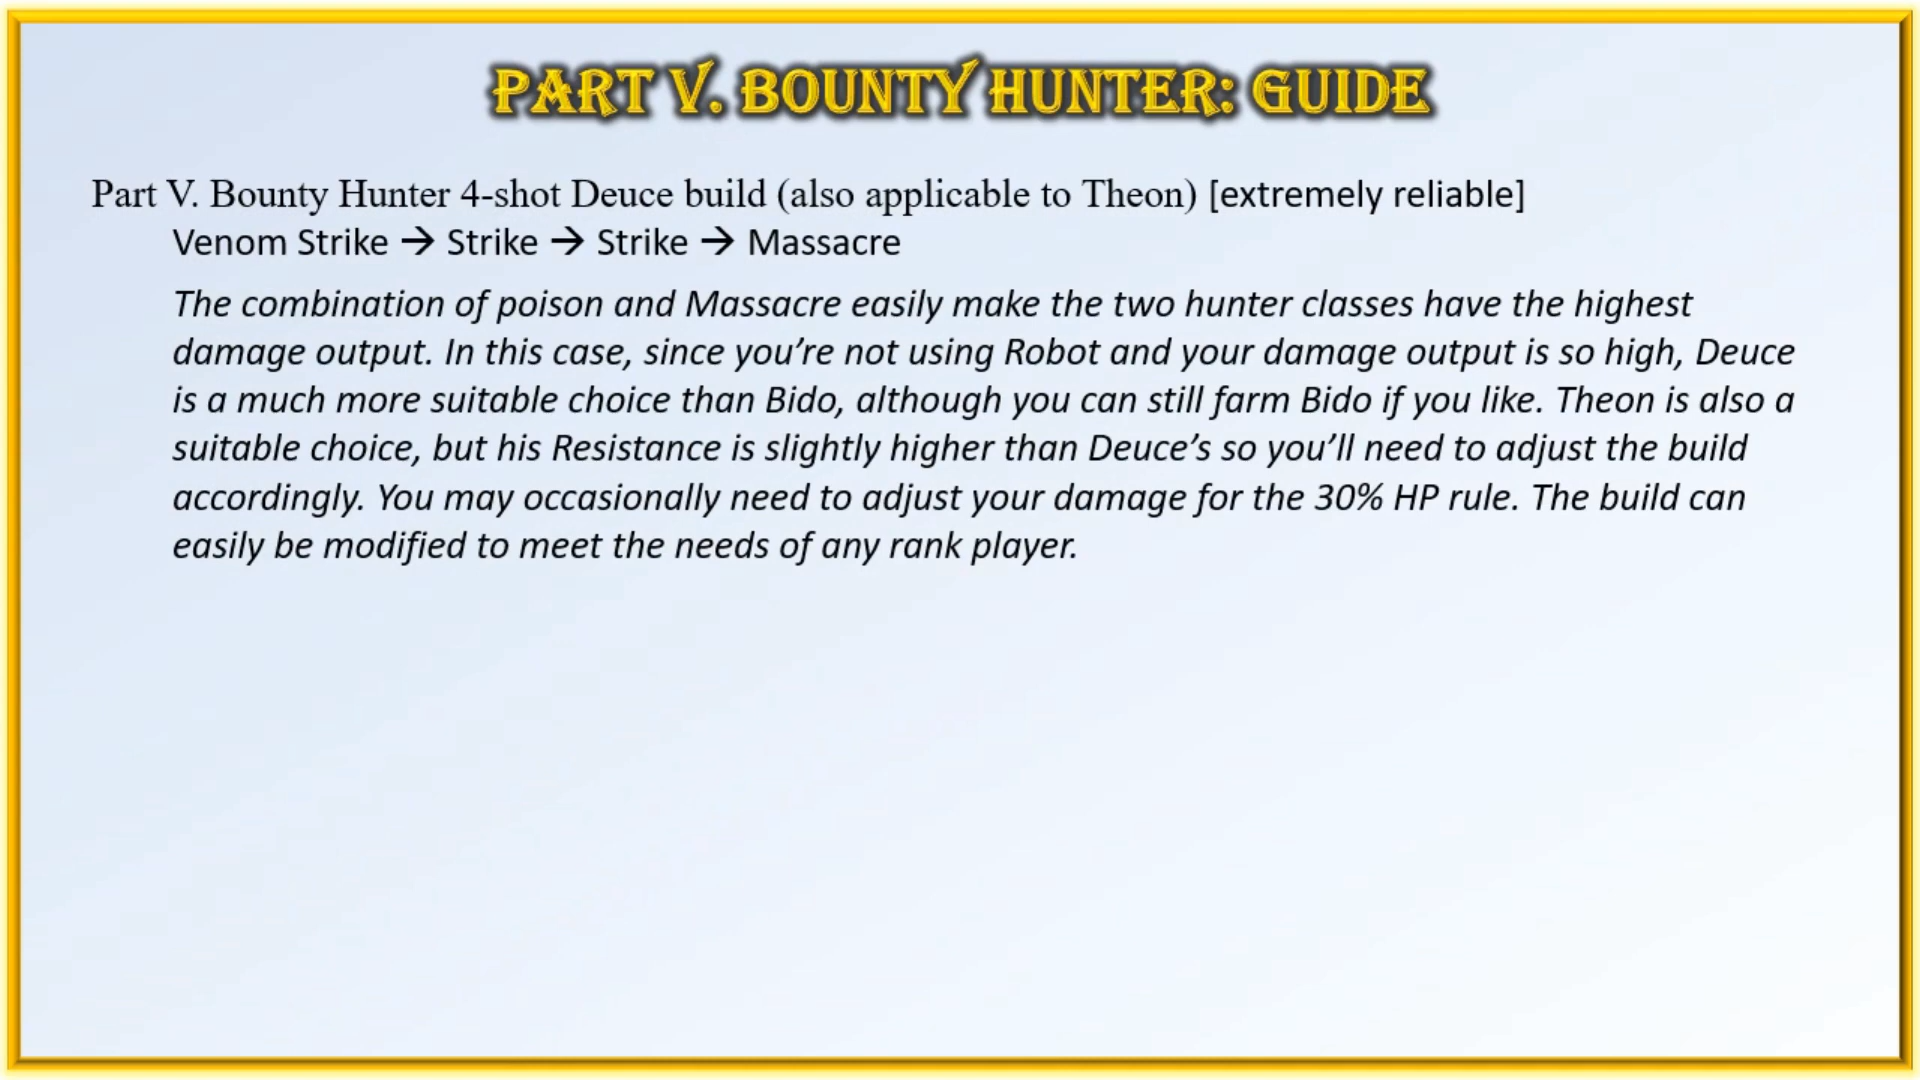 PART V. BOUNTY HUNTER: GUIDE
Part V. Bounty Hunter 4-shot Deuce build (also applicable to Theon) [extremely reliable]
Venom Strike → Strike → Strike → Massacre
The combination of poison and Massacre easily make the two hunter classes have the highest
damage output. In this case, since you’re not using Robot and your damage output is so high, Deuce
is a much more suitable choice than Bido, although you can still farm Bido if you like. Theon is also a
suitable choice, but his Resistance is slightly higher than Deuce’s so you’ll need to adjust the build
accordingly. You may occasionally need to adjust your damage for the 30% HP rule. The build can
easily be modified to meet the needs of any rank player.